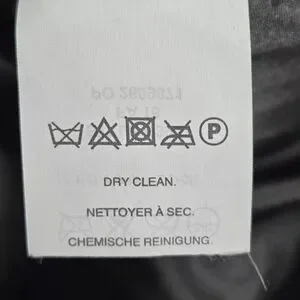 P
DRY CLEAN.
NETTOYER À SEC.
CHEMISCHE REINIGUNG.